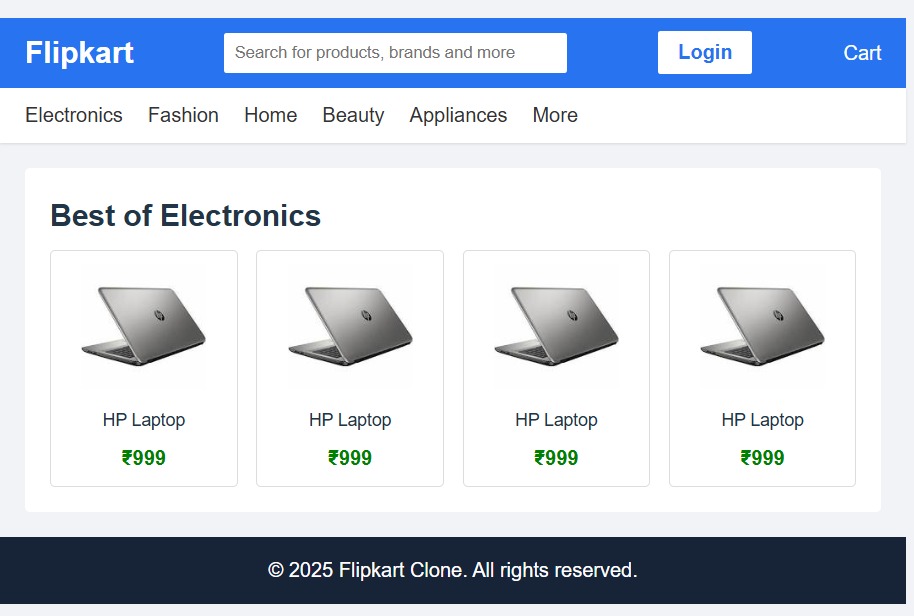 Flipkart Search for products, brands and more Login Cart
Electronics Fashion Home Beauty Appliances More
Best of Electronics
HP Laptop HP Laptop HP Laptop HP Laptop
₹999 ₹999 ₹999 ₹999
© 2025 Flipkart Clone. All rights reserved.